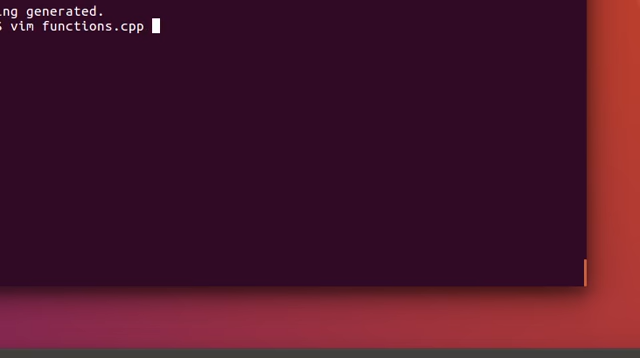 ing generated.
$ vim functions.cpp